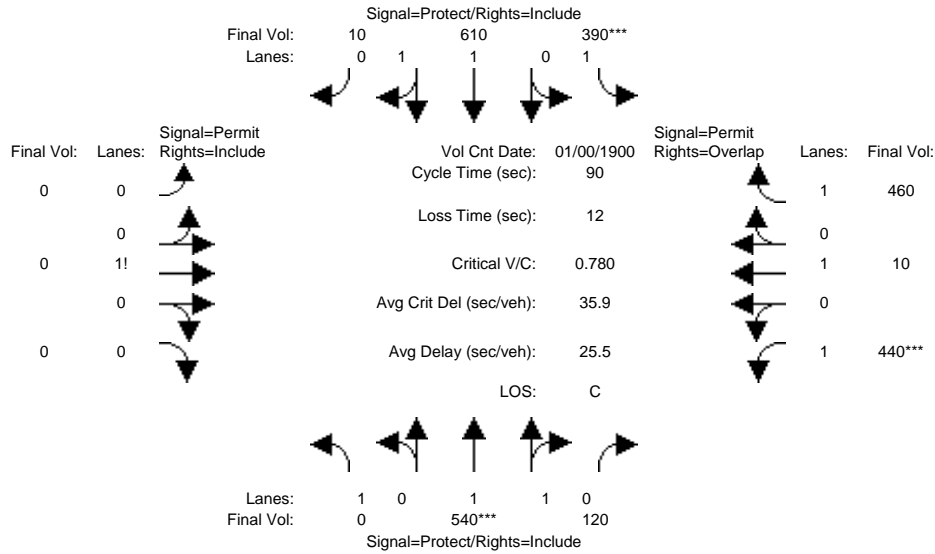 Signal=Protect/Rights=Include
Final Vol: 10 610 390***
Lanes: 0 1 1 0 1
Signal=Permit Signal=Permit
Final Vol: Lanes: Rights=Include Vol Cnt Date: 01/00/1900 Rights=Overlap Lanes: Final Vol:
Cycle Time (sec): 90
0 0 1 460
Loss Time (sec): 12
0 0
0 1! Critical V/C: 0.780 1 10
0 Avg Crit Del (sec/veh): 35.9 0
0 0 Avg Delay (sec/veh): 25.5 1 440***
LOS: C
Lanes: 1 0 1 1 0
Final Vol: 0 540*** 120
Signal=Protect/Rights=Include